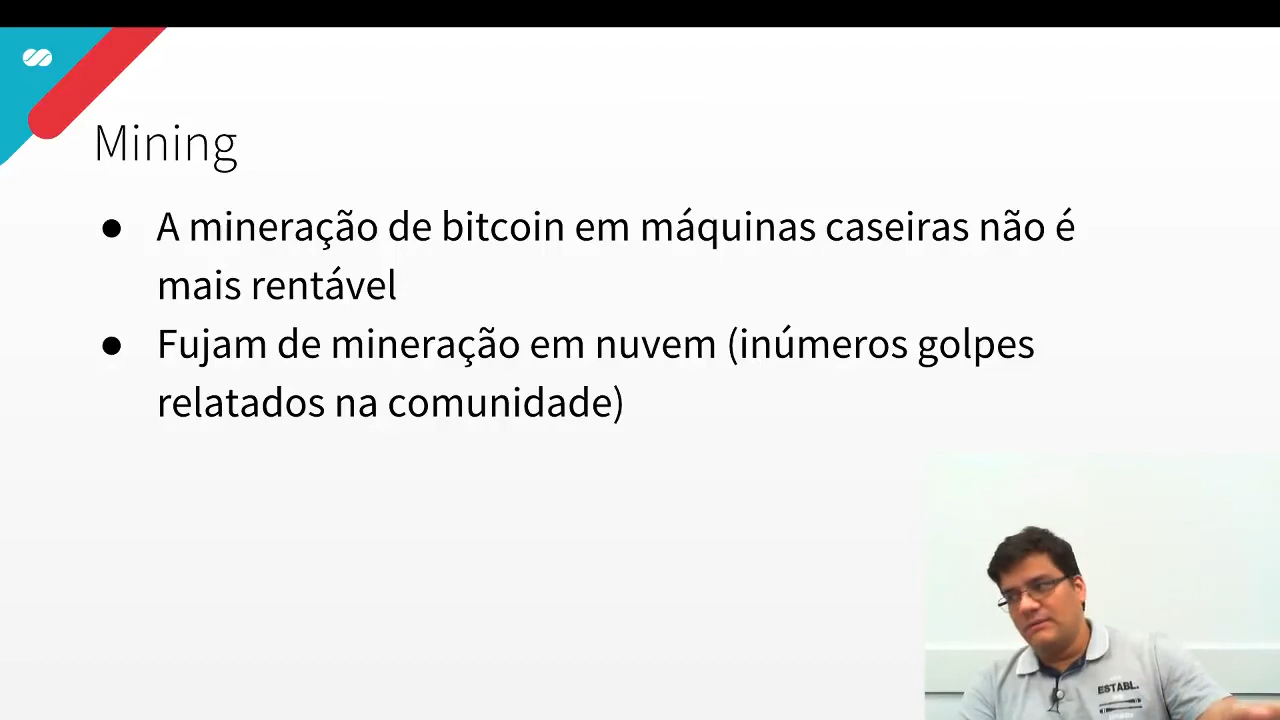 Mining
● A mineração de bitcoin em máquinas caseiras não é
mais rentável
● Fujam de mineração em nuvem (inúmeros golpes
relatados na comunidade)
ESTABL.